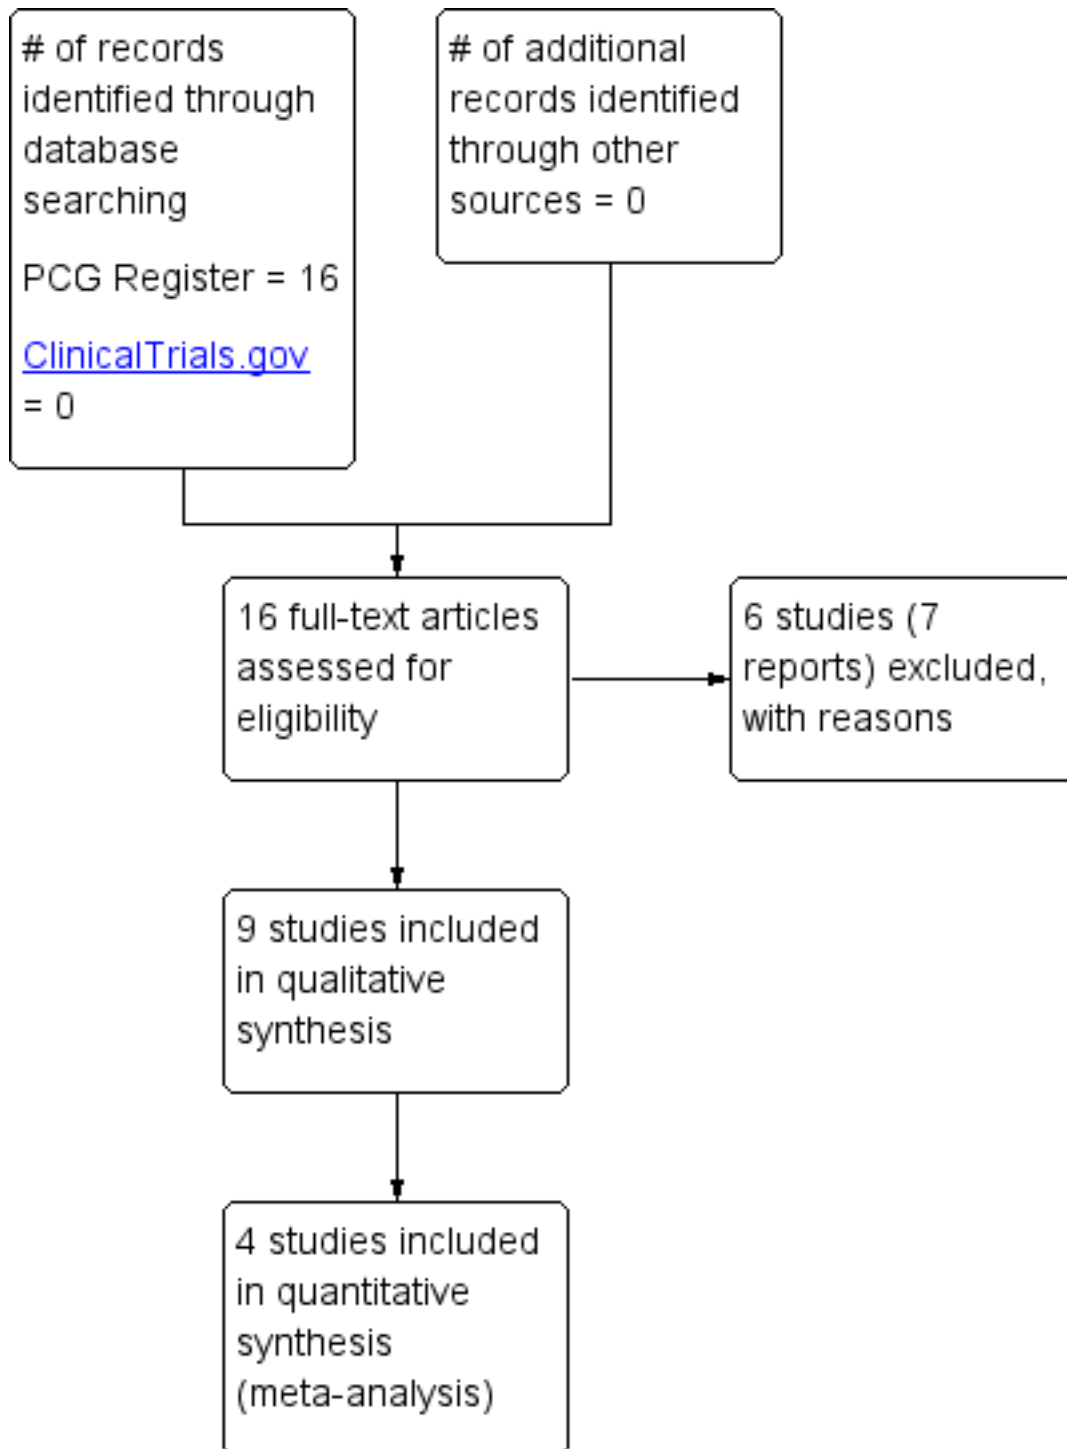 # of records
identified through
database
searching
PCG Register = 16
ClinicalTrials.gov
= 0
# of additional
records identified
through other
sources = 0
16 full-text articles
assessed for
eligibility
6 studies (7
reports) excluded,
with reasons
9 studies included
in qualitative
synthesis
4 studies included
in quantitative
synthesis
(meta-analysis)